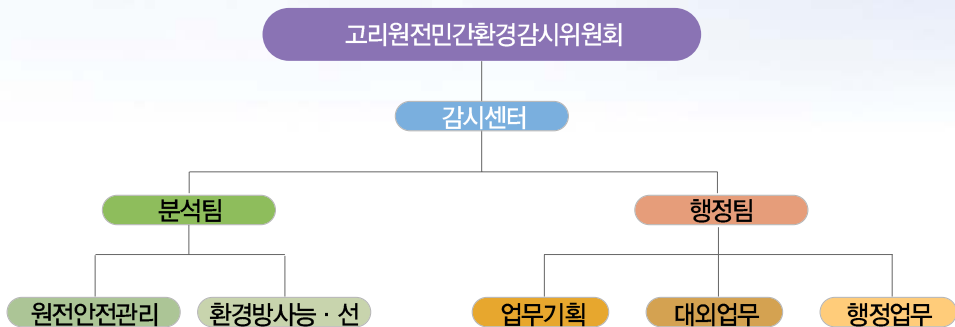 고리원전민간환경감시위원회
감시센터
분석팀
행정팀
원전안전관리
환경방사능 · 선
업무기획
대외업무
행정업무